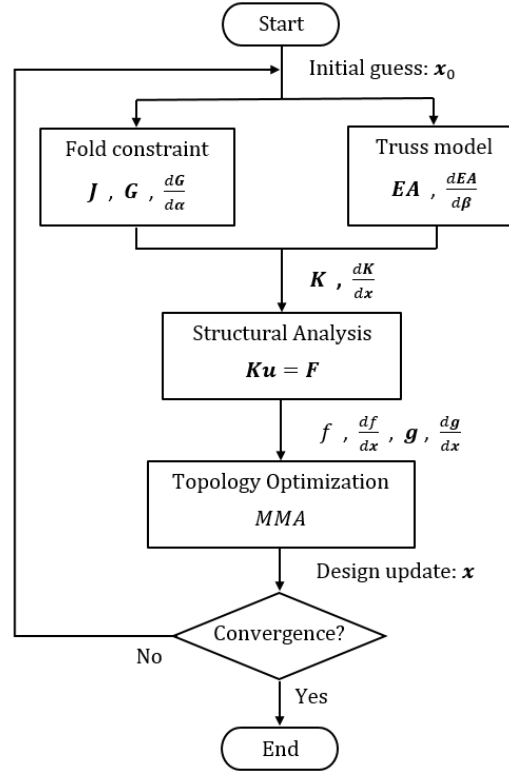 Start
Initial guess: 𝒙₀
Fold constraint
𝑱 , 𝑮 , d𝑮/d𝜶
Truss model
𝑬𝑨 , d𝑬𝑨/d𝜷
𝑲 , d𝑲/d𝒙
Structural Analysis
𝑲𝒖 = 𝑭
f , df/d𝒙 , 𝒈 , d𝒈/d𝒙
Topology Optimization
MMA
Design update: 𝒙
Convergence?
No
Yes
End